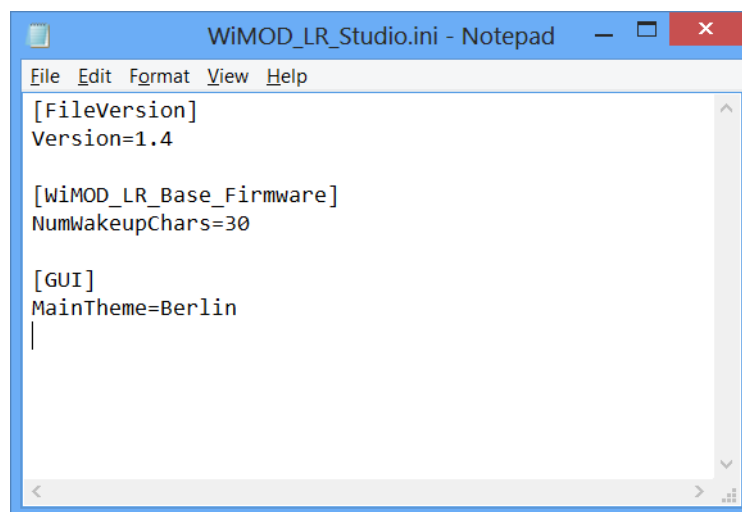 WiMOD_LR_Studio.ini - Notepad
File Edit Format View Help
[FileVersion]
Version=1.4
[WiMOD_LR_Base_Firmware]
NumWakeupChars=30
[GUI]
MainTheme=Berlin